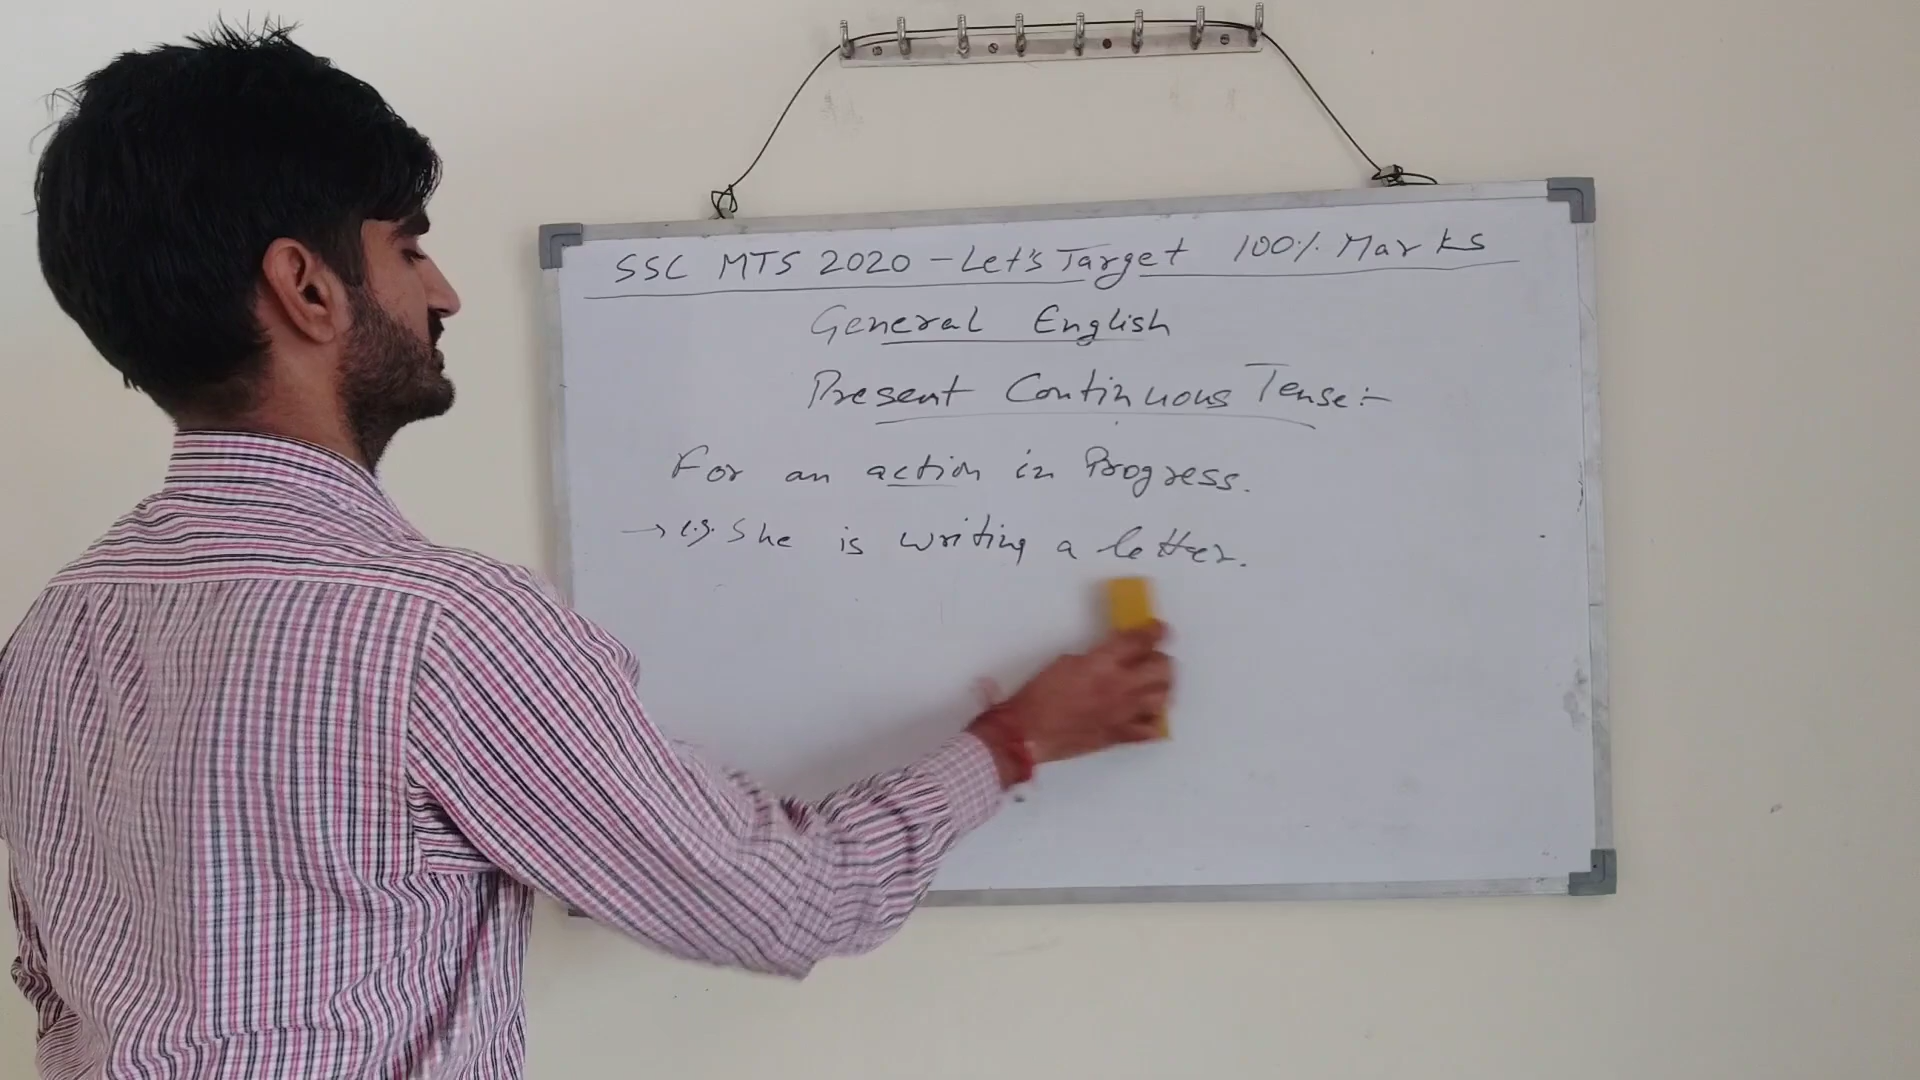 SSC MTS 2020 - Let's Target 100% Marks
General English
Present Continuous Tense:-
For an action in Progress.
→ e.g. She is writing a letter.